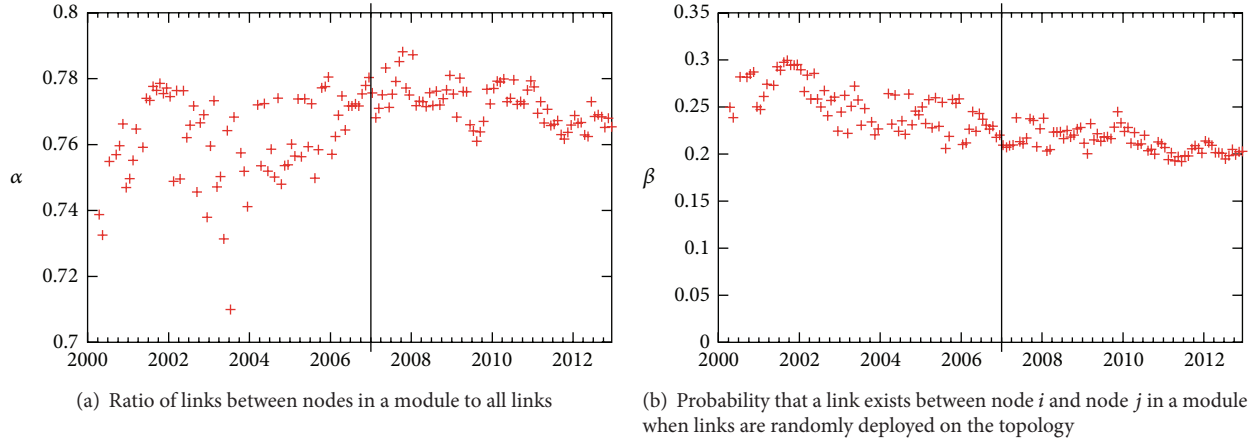 0.8
0.78
0.76
α
0.74
0.72
0.7
2000 2002 2004 2006 2008 2010 2012
(a) Ratio of links between nodes in a module to all links
0.35
0.3
0.25
0.2
β
0.15
0.1
0.05
0
2000 2002 2004 2006 2008 2010 2012
(b) Probability that a link exists between node i and node j in a module
when links are randomly deployed on the topology